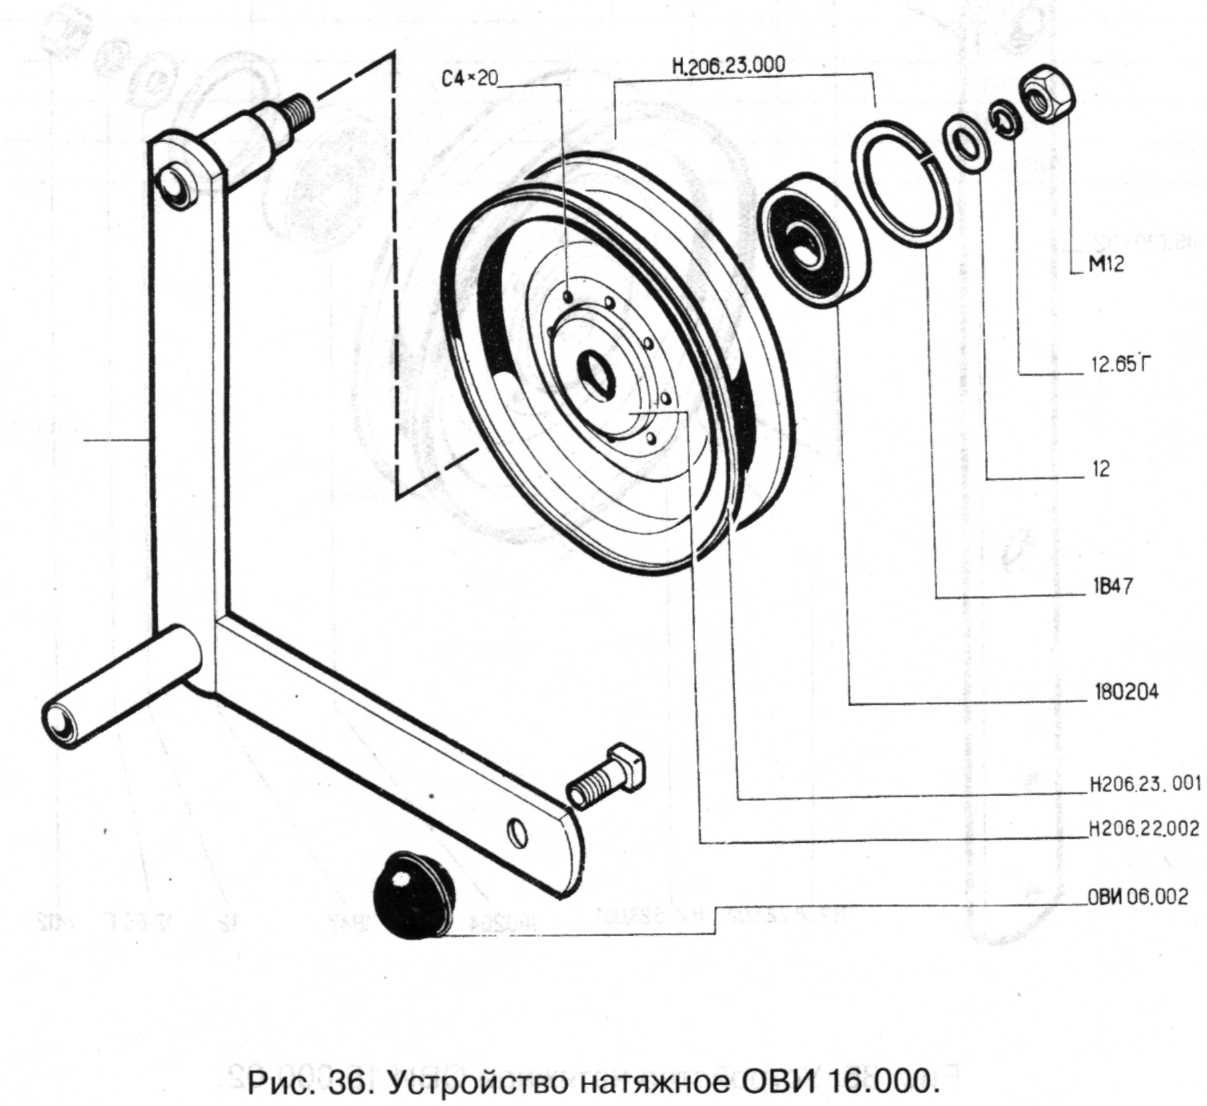 С4×20
Н.206.23.000
М12
12.65Г
12
1В47
180204
Н206.23.001
Н206.22.002
ОВИ 06.002
Рис. 36. Устройство натяжное ОВИ 16.000.